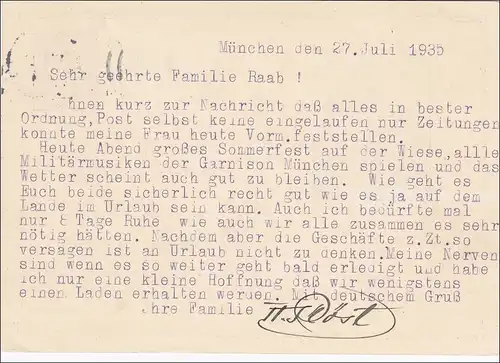 München den 27.Juli 1935
Sehr geehrte Familie Raab !
hnen kurz zur Nachricht daß alles in bester
Ordnung,Post selbst keine eingelaufen nur Zeitungen
konnte meine Frau heute Vorm.feststellen.
Heute Abend großes Sommerfest auf der Wiese,allle
Militärmusiken der Garnison München spielen und das
Wetter scheint auch gut zu bleiben. Wie geht es
Euch beide sicherlich recht gut wie es ja auf dem
Lande im Urlaub sein kann. Auch ich bedürfte mal
nur 8 Tage Ruhe wie auch wir alle zusammen es sehr
nötig hätten. Nachdem aber die Geschäfte z.Zt.so
versagen ist an Urlaub nicht zu denken.Meine Nerven
sind wenn es so weiter geht bald erledigt und habe
ich nur eine kleine Hoffnung daß wir wenigstens
einen Laden erhalten werden. Mit deutschem Gruß
hre Familie